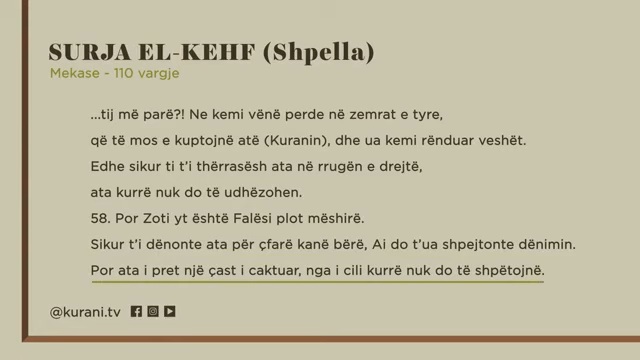 SURJA EL-KEHF (Shpella)
Mekase - 110 vargje
...tij më parë?! Ne kemi vënë perde në zemrat e tyre,
që të mos e kuptojnë atë (Kuranin), dhe ua kemi rënduar veshët.
Edhe sikur ti t'i thërrasësh ata në rrugën e drejtë,
ata kurrë nuk do të udhëzohen.
58. Por Zoti yt është Falësi plot mëshirë.
Sikur t'i dënonte ata për çfarë kanë bërë, Ai do t'ua shpejtonte dënimin.
Por ata i pret një çast i caktuar, nga i cili kurrë nuk do të shpëtojnë.
@kurani.tv